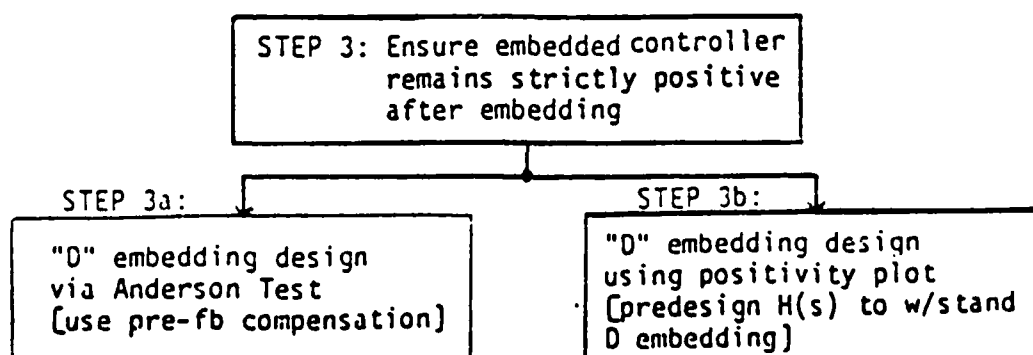 STEP 3: Ensure embedded controller
remains strictly positive
after embedding
STEP 3a:
"D" embedding design
via Anderson Test
[use pre-fb compensation]
STEP 3b:
"D" embedding design
using positivity plot
[predesign H(s) to w/stand
D embedding]